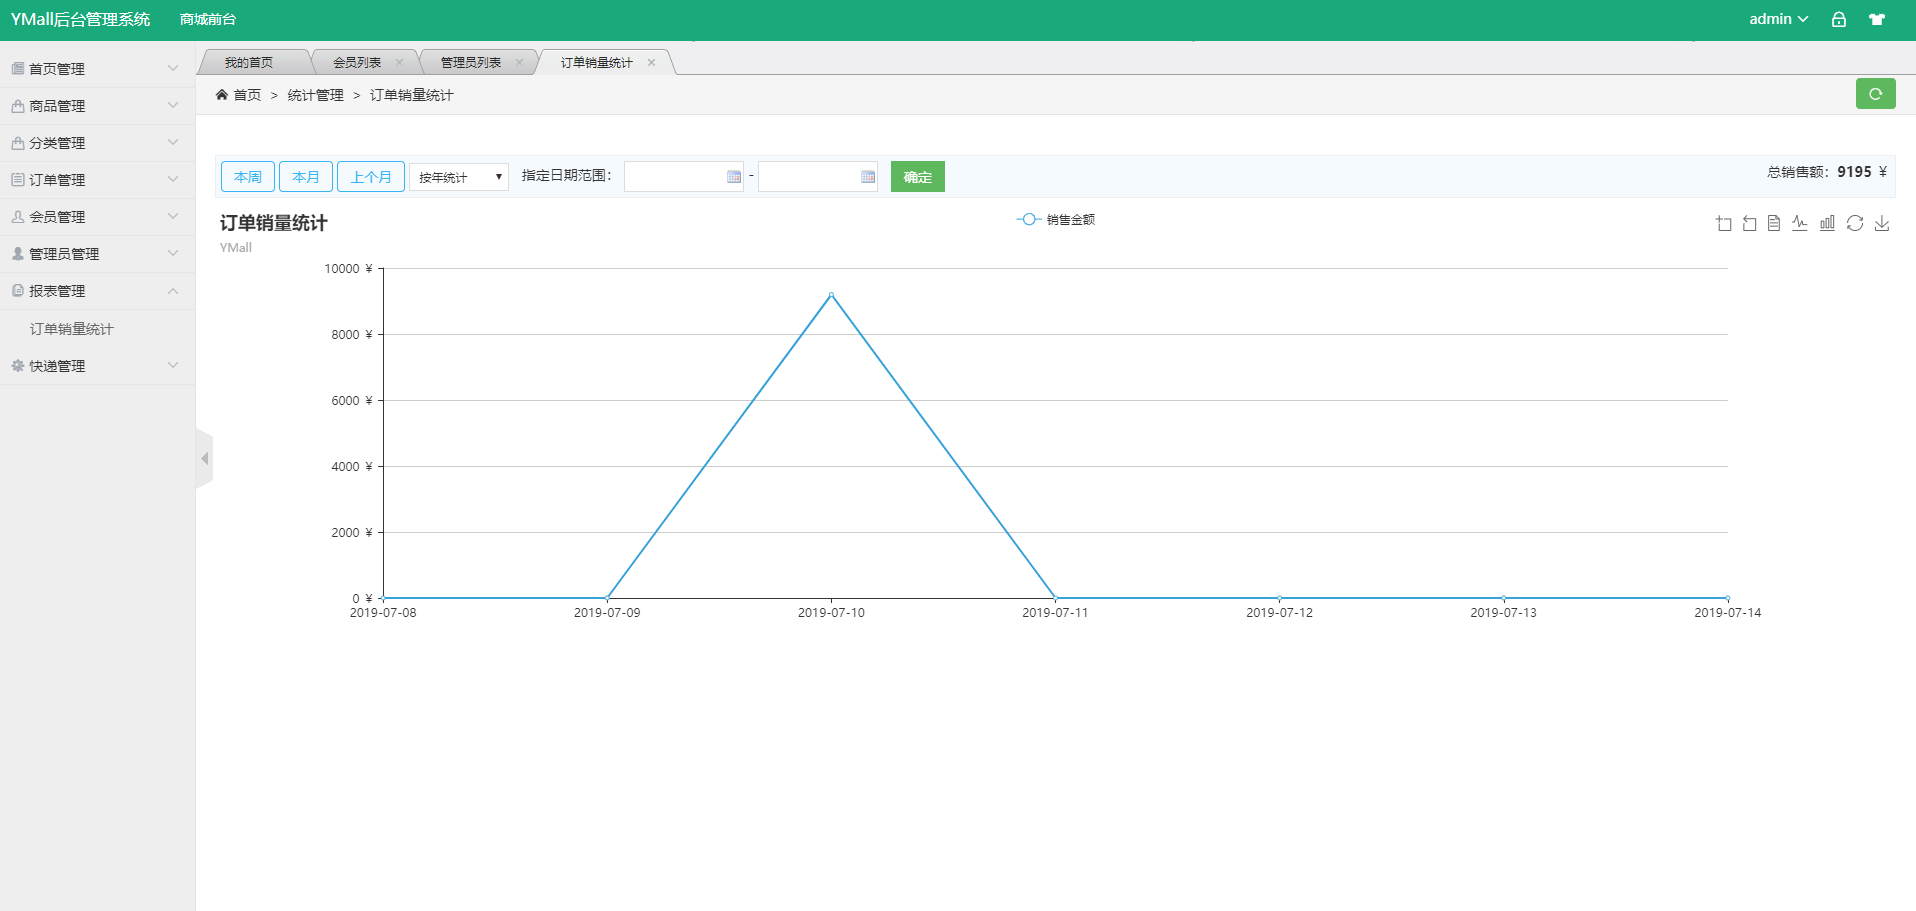 YMall后台管理系统 商城前台 admin
首页管理
商品管理
分类管理
订单管理
会员管理
管理员管理
报表管理
订单销量统计
快递管理
我的首页 会员列表 管理员列表 订单销量统计
首页 > 统计管理 > 订单销量统计
本周 本月 上个月 按年统计 指定日期范围： - 确定 总销售额：9195 ¥
订单销量统计
YMall
销售金额
10000 ¥
8000 ¥
6000 ¥
4000 ¥
2000 ¥
0 ¥
2019-07-08 2019-07-09 2019-07-10 2019-07-11 2019-07-12 2019-07-13 2019-07-14